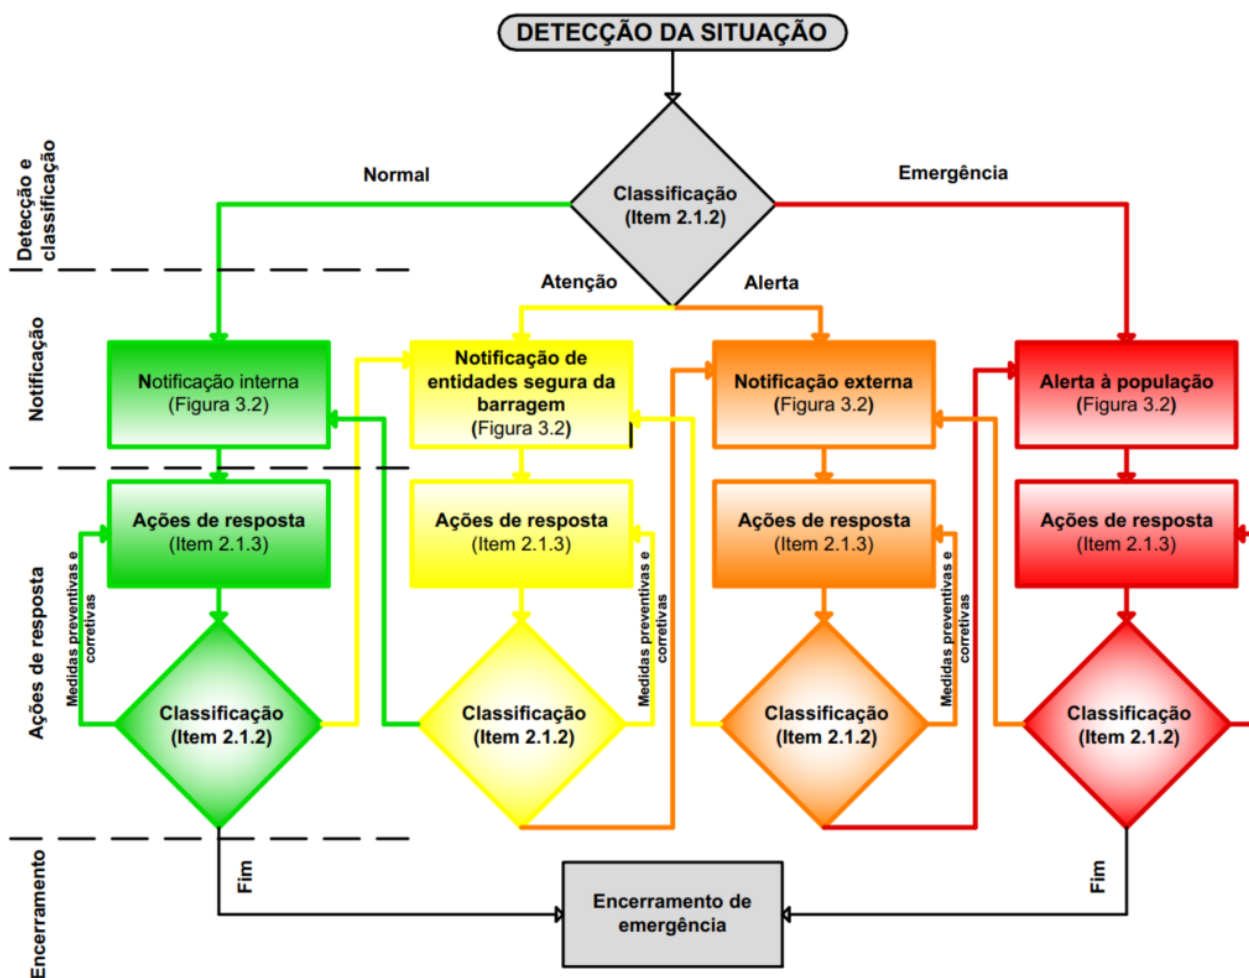 DETECÇÃO DA SITUAÇÃO
Detecção e
classificação
Normal
Emergência
Classificação
(Item 2.1.2)
Atenção
Alerta
Notificação
Notificação interna
(Figura 3.2)
Notificação de
entidades segura da
barragem
(Figura 3.2)
Notificação externa
(Figura 3.2)
Alerta à população
(Figura 3.2)
Ações de resposta
Ações de resposta
(Item 2.1.3)
Ações de resposta
(Item 2.1.3)
Ações de resposta
(Item 2.1.3)
Ações de resposta
(Item 2.1.3)
Medidas preventivas e
corretivas
Medidas preventivas e
corretivas
Medidas preventivas e
corretivas
Classificação
(Item 2.1.2)
Classificação
(Item 2.1.2)
Classificação
(Item 2.1.2)
Classificação
(Item 2.1.2)
Encerramento
Fim
Fim
Encerramento de
emergência